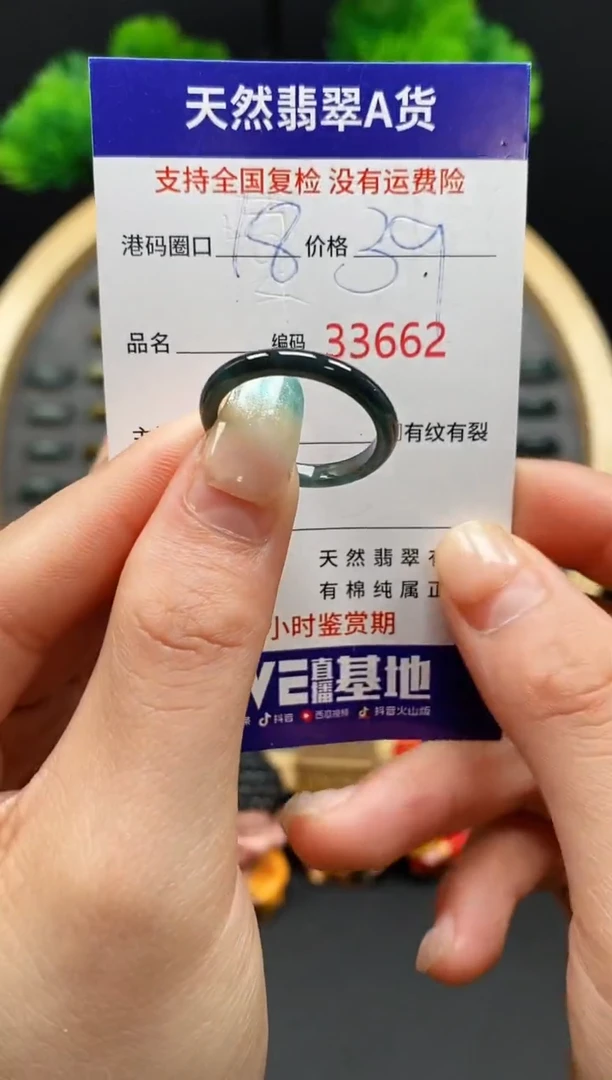 天然翡翠A货
支持全国复检 没有运费险
港码圈口 18 价格 39
品名 编码 33662
有纹有裂
天然翡翠
有棉纯属
小时鉴赏期
VE直播基地
抖音 西瓜视频 抖音火山版